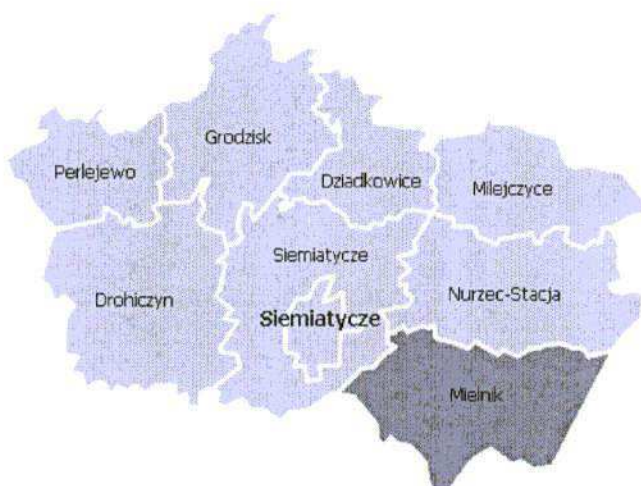 Grodzisk
Perlejewo
Dziadkowice
Milejczyce
Siemiatycze
Drohiczyn
Nurzec-Stacja
Siemiatycze
Mielnik